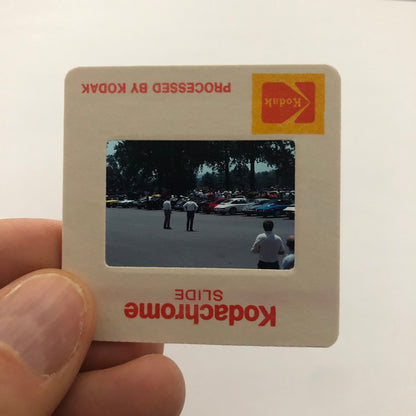 Kodachrome
SLIDE
Kodak
PROCESSED BY KODAK